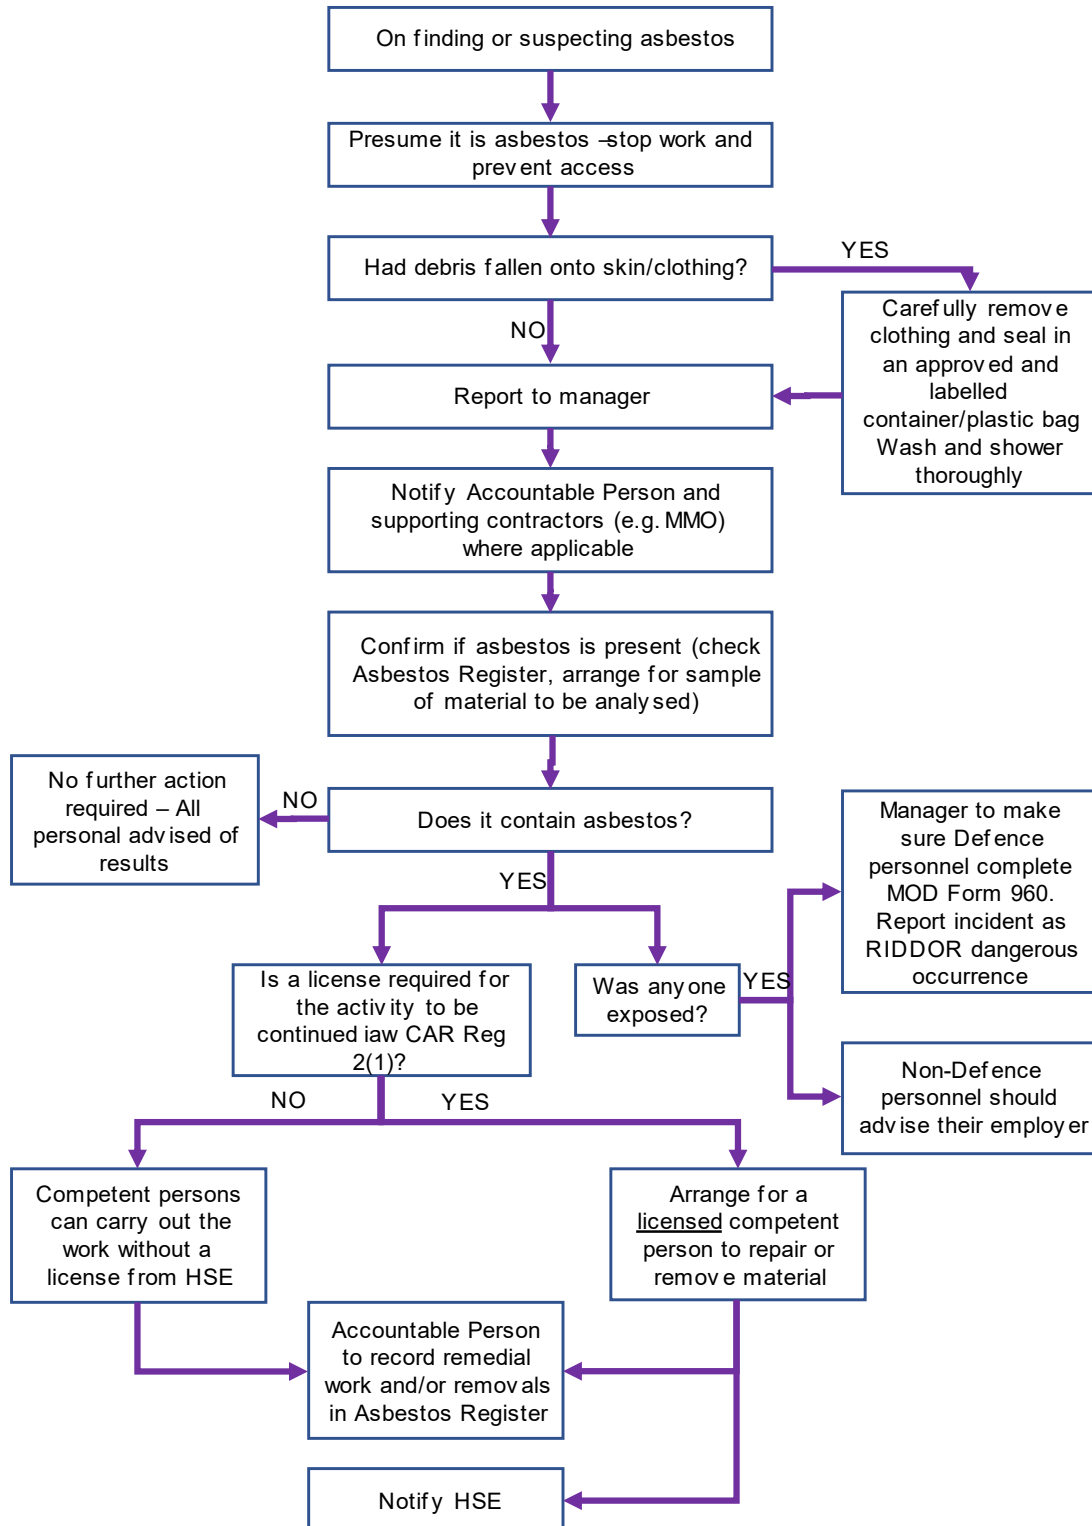 On finding or suspecting asbestos
Presume it is asbestos –stop work and
prevent access
Had debris fallen onto skin/clothing?
YES
NO
Carefully remove
clothing and seal in
an approved and
labelled
container/plastic bag
Wash and shower
thoroughly
Report to manager
Notify Accountable Person and
supporting contractors (e.g. MMO)
where applicable
Confirm if asbestos is present (check
Asbestos Register, arrange for sample
of material to be analysed)
No further action
required – All
personal advised of
results
NO
Does it contain asbestos?
YES
Manager to make
sure Defence
personnel complete
MOD Form 960.
Report incident as
RIDDOR dangerous
occurrence
Is a license required for
the activity to be
continued iaw CAR Reg
2(1)?
Was anyone
exposed?
YES
Non-Defence
personnel should
advise their employer
NO
YES
Competent persons
can carry out the
work without a
license from HSE
Arrange for a
licensed competent
person to repair or
remove material
Accountable Person
to record remedial
work and/or removals
in Asbestos Register
Notify HSE